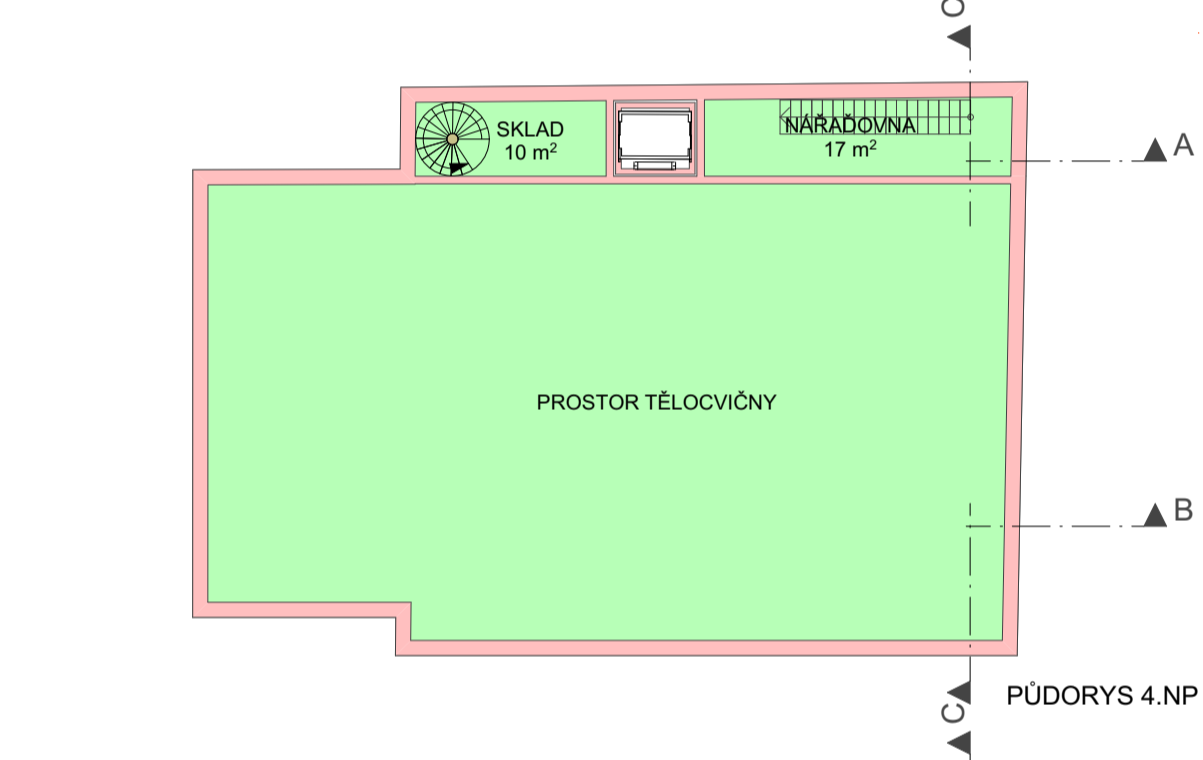 C
SKLAD
10 m²
NÁŘAĎOVNA
17 m²
A
PROSTOR TĚLOCVIČNY
B
C
PŮDORYS 4.NP